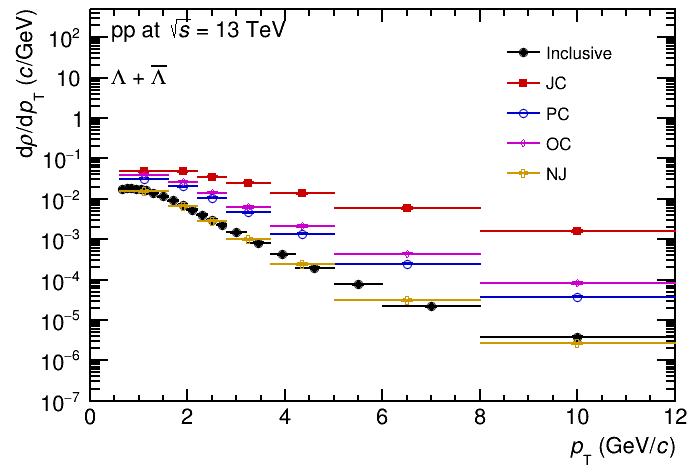 pp at √s = 13 TeV
Λ + Λ̅
Inclusive
JC
PC
OC
NJ
dρ/dp_T (c/GeV)
10²
10
1
10⁻¹
10⁻²
10⁻³
10⁻⁴
10⁻⁵
10⁻⁶
10⁻⁷
0 2 4 6 8 10 12
p_T (GeV/c)